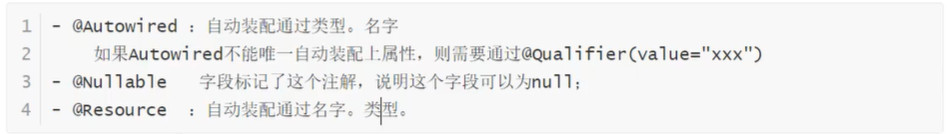 1 - @Autowired : 自动装配通过类型。名字
2 如果Autowired不能唯一自动装配上属性，则需要通过@Qualifier(value="xxx")
3 - @Nullable 字段标记了这个注解，说明这个字段可以为null;
4 - @Resource : 自动装配通过名字。类型。